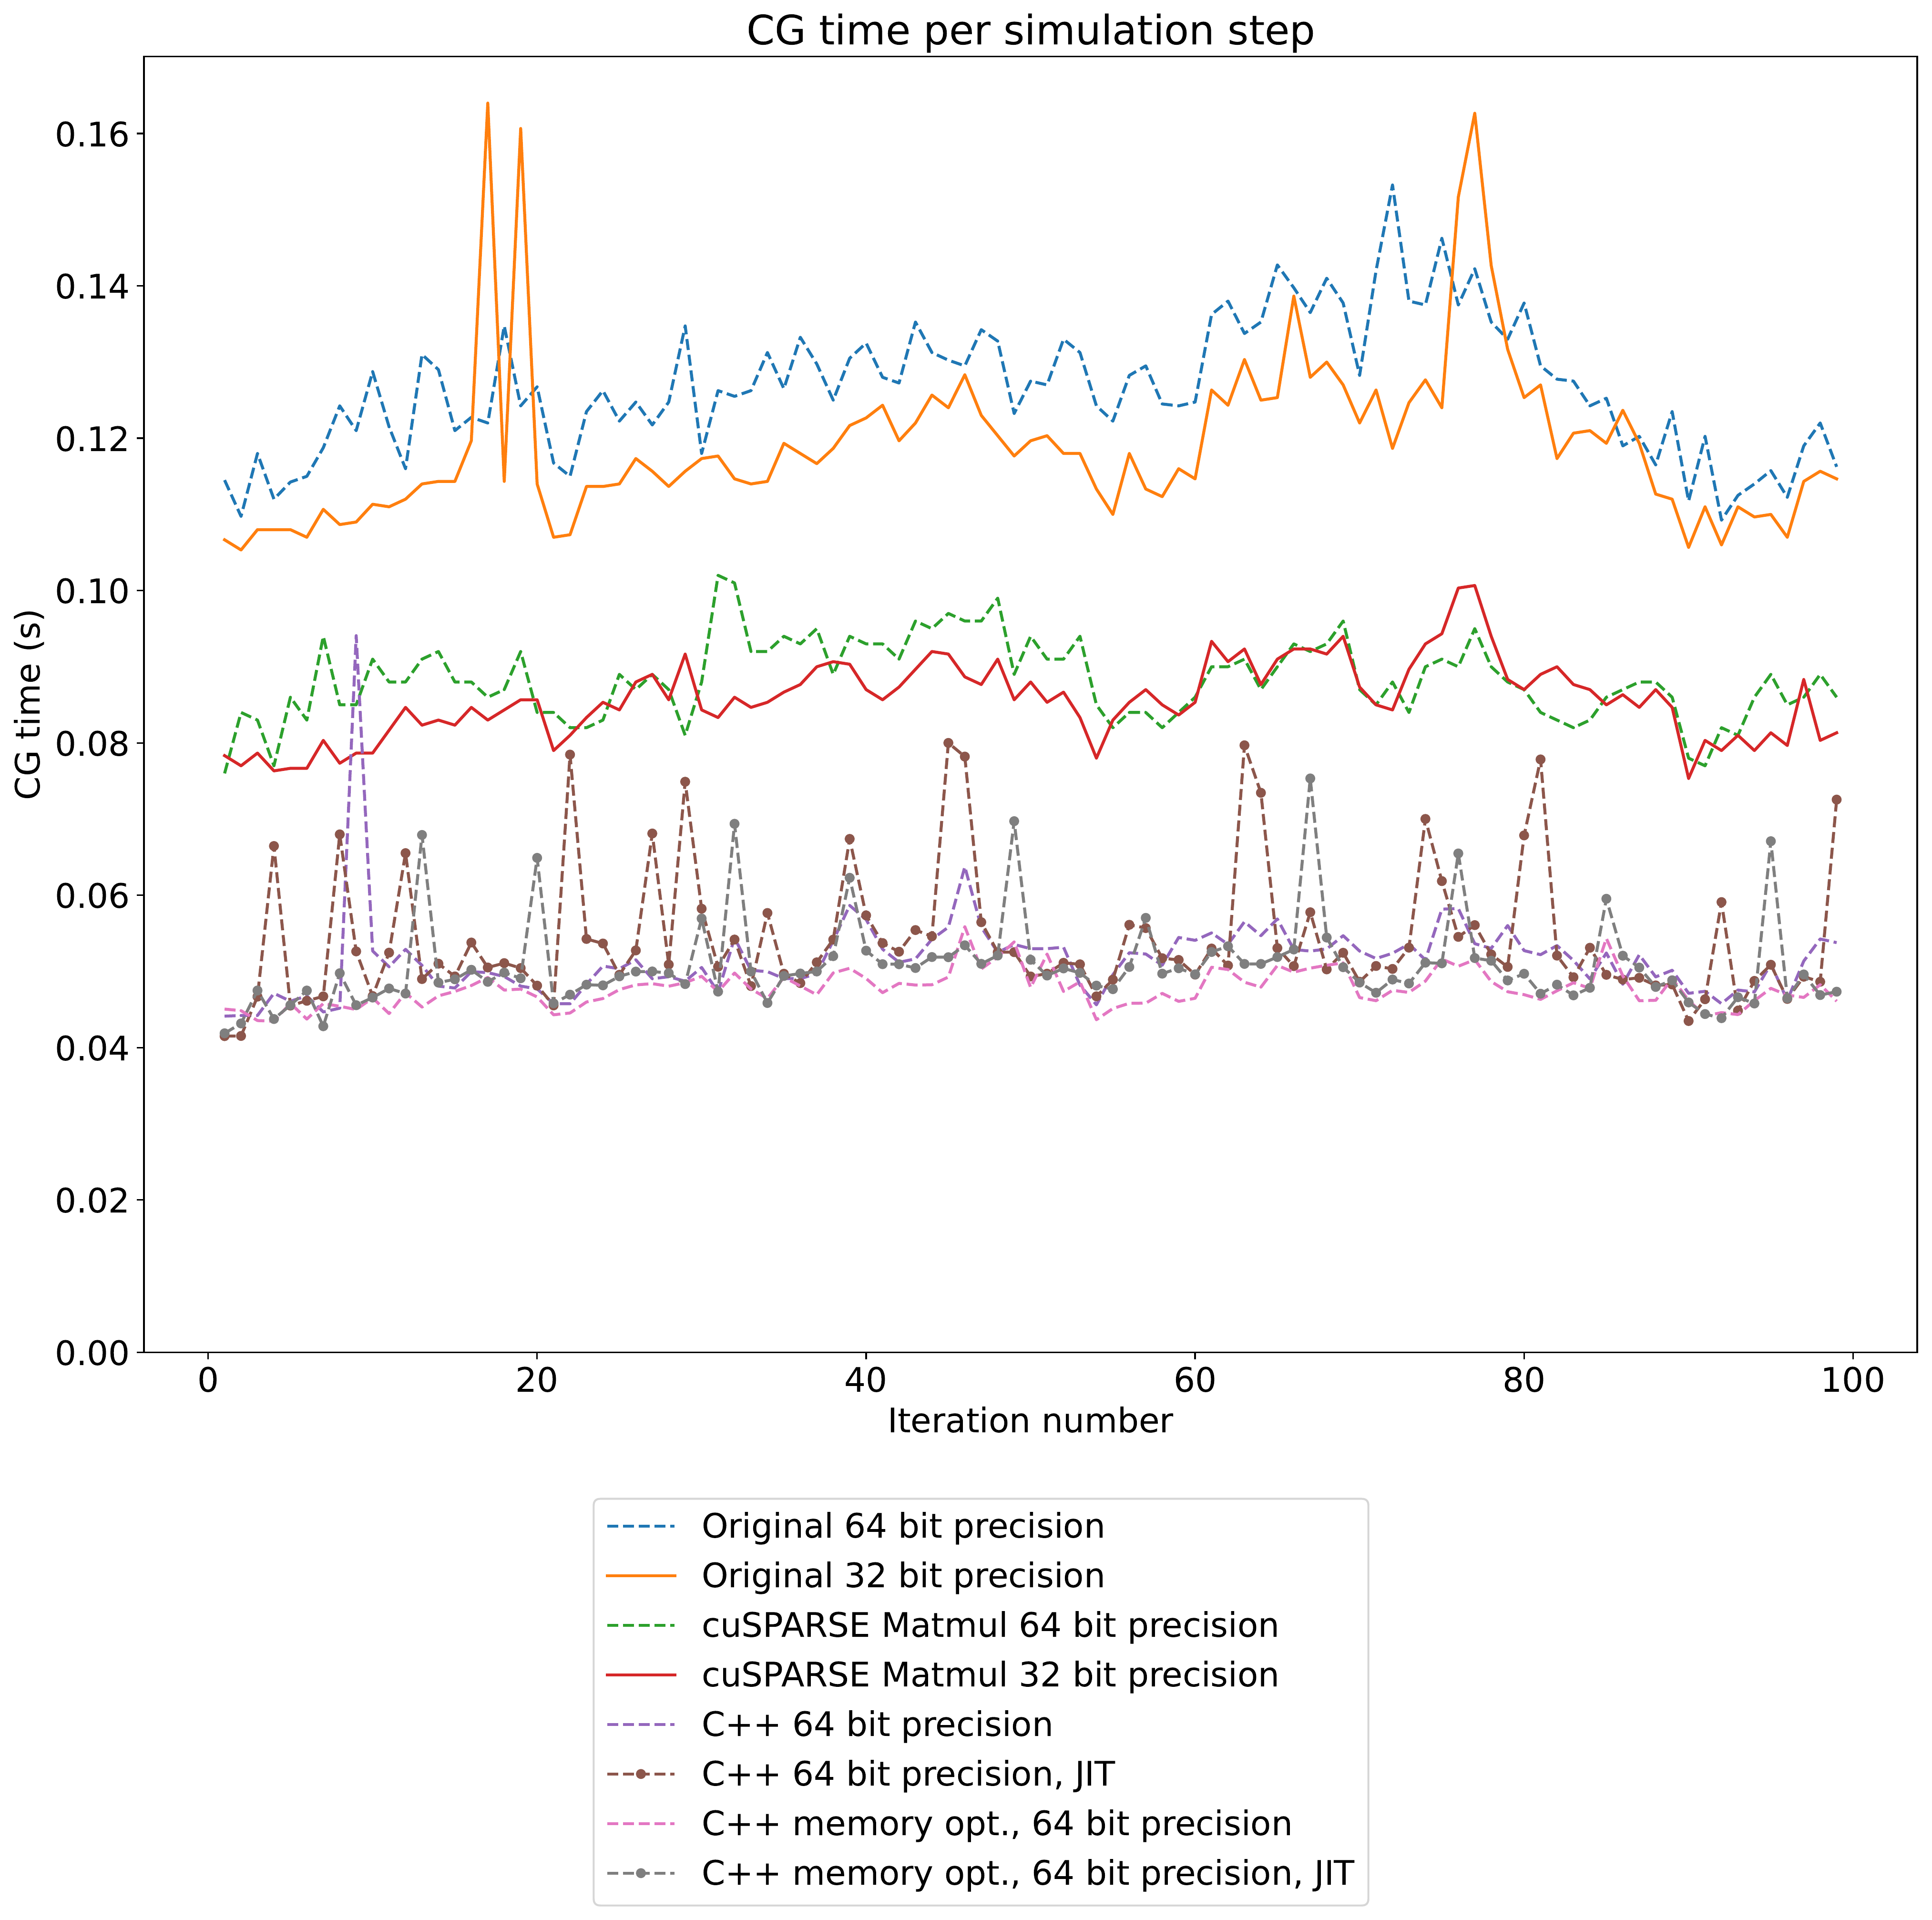 CG time per simulation step
CG time (s)
0.16
0.14
0.12
0.10
0.08
0.06
0.04
0.02
0.00
0 20 40 60 80 100
Iteration number
Original 64 bit precision
Original 32 bit precision
cuSPARSE Matmul 64 bit precision
cuSPARSE Matmul 32 bit precision
C++ 64 bit precision
C++ 64 bit precision, JIT
C++ memory opt., 64 bit precision
C++ memory opt., 64 bit precision, JIT